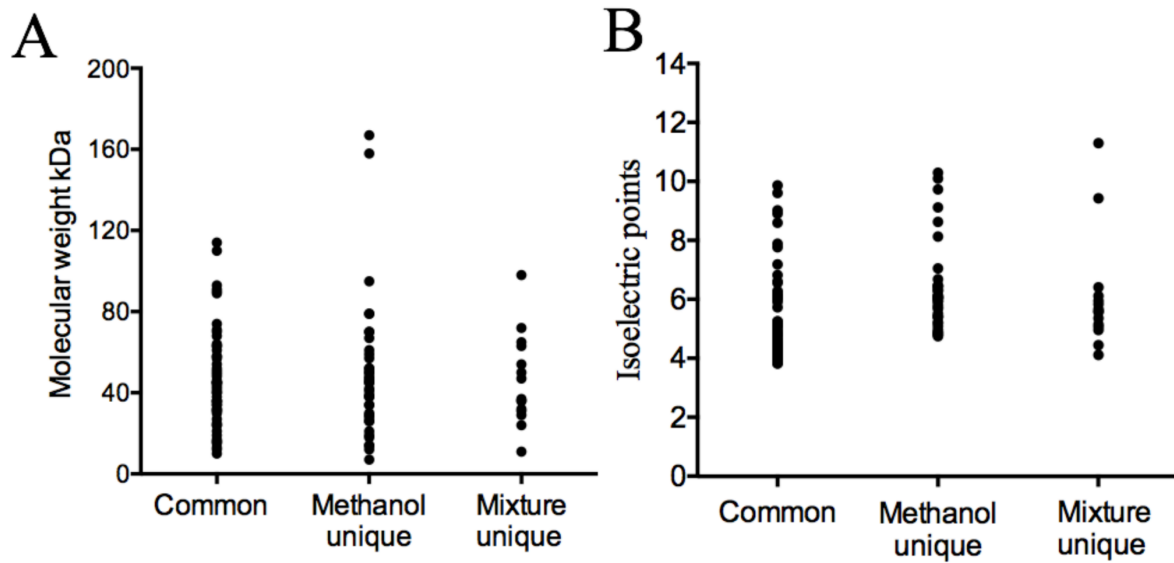 A
Molecular weight kDa
200
160
120
80
40
0
Common
Methanol
unique
Mixture
unique
B
Isoelectric points
14
12
10
8
6
4
2
0
Common
Methanol
unique
Mixture
unique